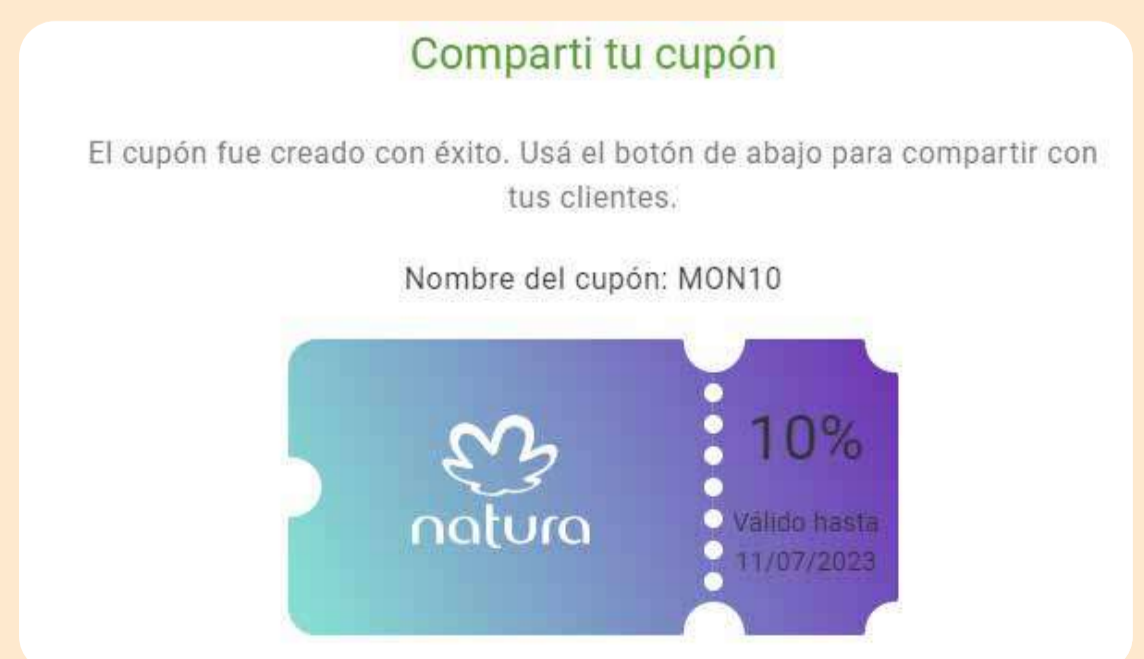 Comparti tu cupón
El cupón fue creado con éxito. Usá el botón de abajo para compartir con
tus clientes.
Nombre del cupón: MON10
natura
10%
Válido hasta
11/07/2023